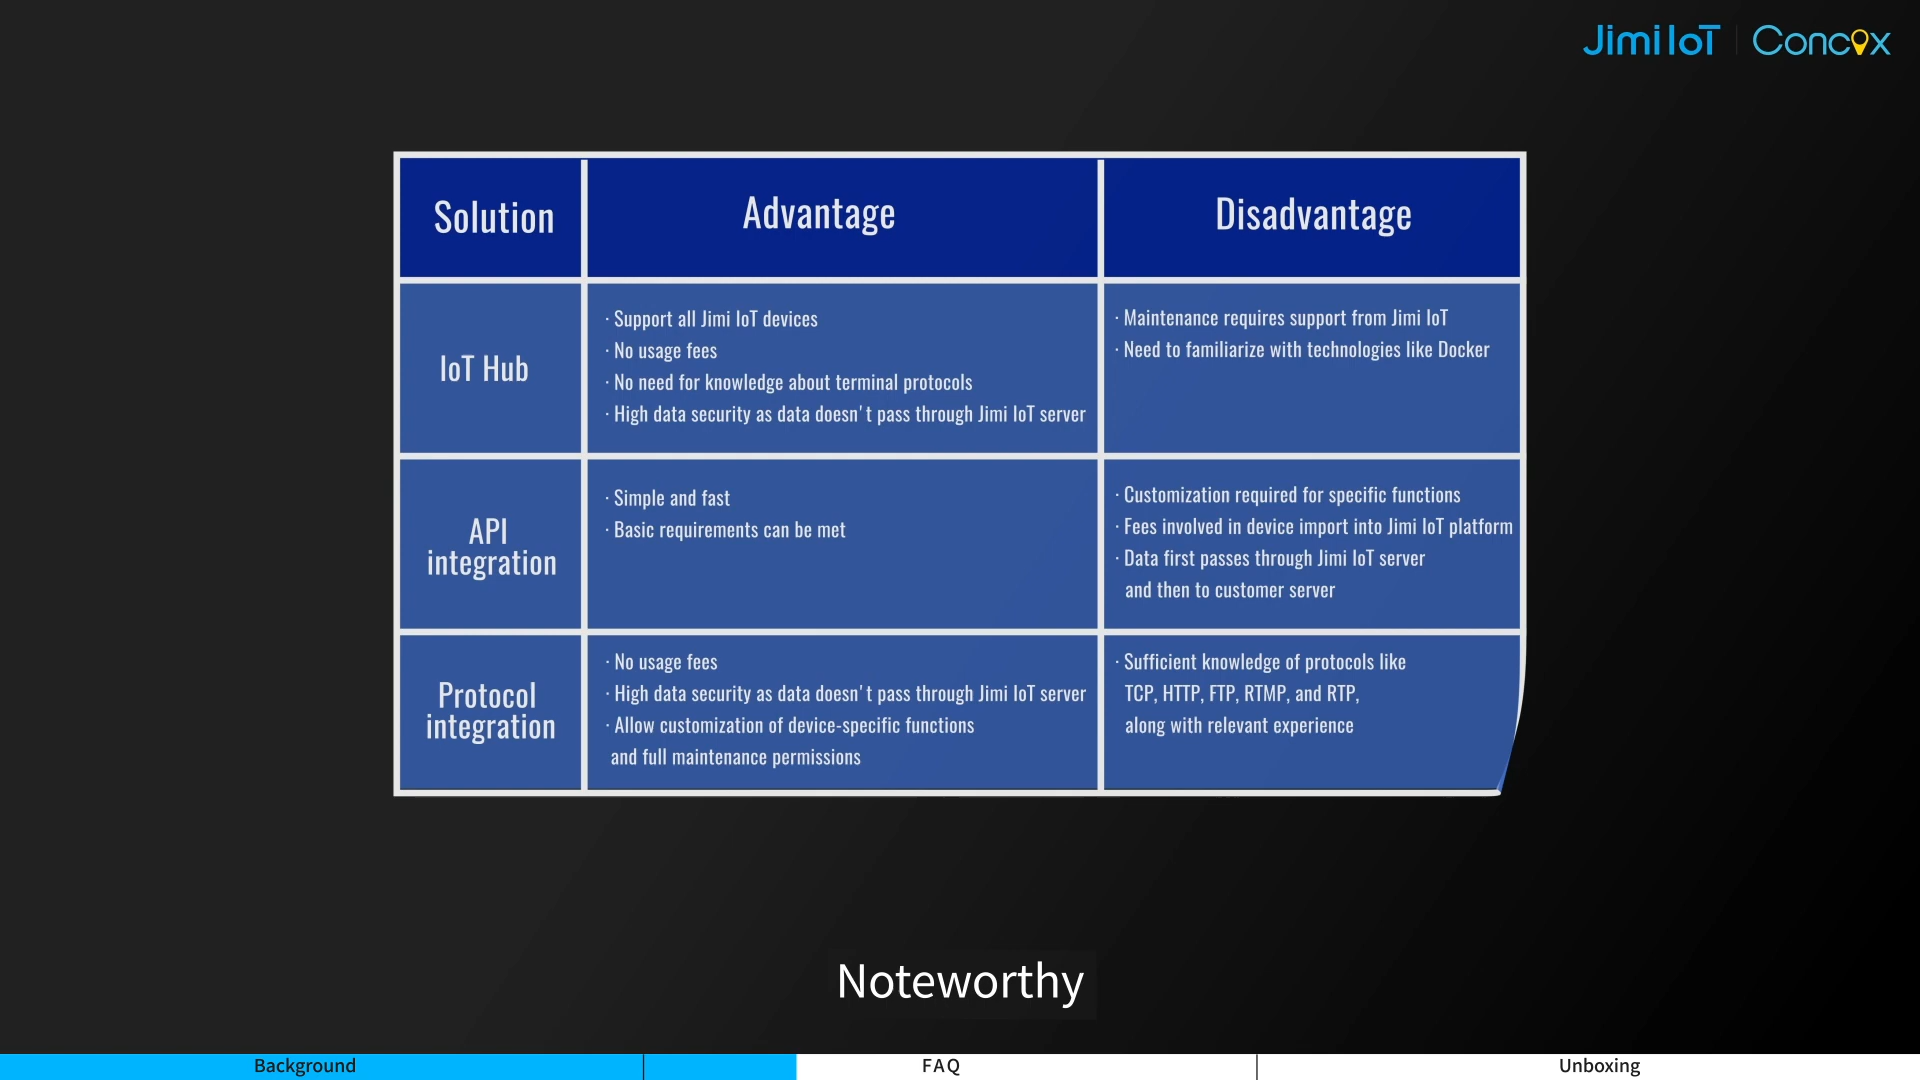 Jimi IoT | Concox
Solution
Advantage
Disadvantage
IoT Hub
· Support all Jimi IoT devices
· No usage fees
· No need for knowledge about terminal protocols
· High data security as data doesn't pass through Jimi IoT server
· Maintenance requires support from Jimi IoT
· Need to familiarize with technologies like Docker
API
integration
· Simple and fast
· Basic requirements can be met
· Customization required for specific functions
· Fees involved in device import into Jimi IoT platform
· Data first passes through Jimi IoT server
and then to customer server
Protocol
integration
· No usage fees
· High data security as data doesn't pass through Jimi IoT server
· Allow customization of device-specific functions
and full maintenance permissions
· Sufficient knowledge of protocols like
TCP, HTTP, FTP, RTMP, and RTP,
along with relevant experience
Noteworthy
Background
FAQ
Unboxing